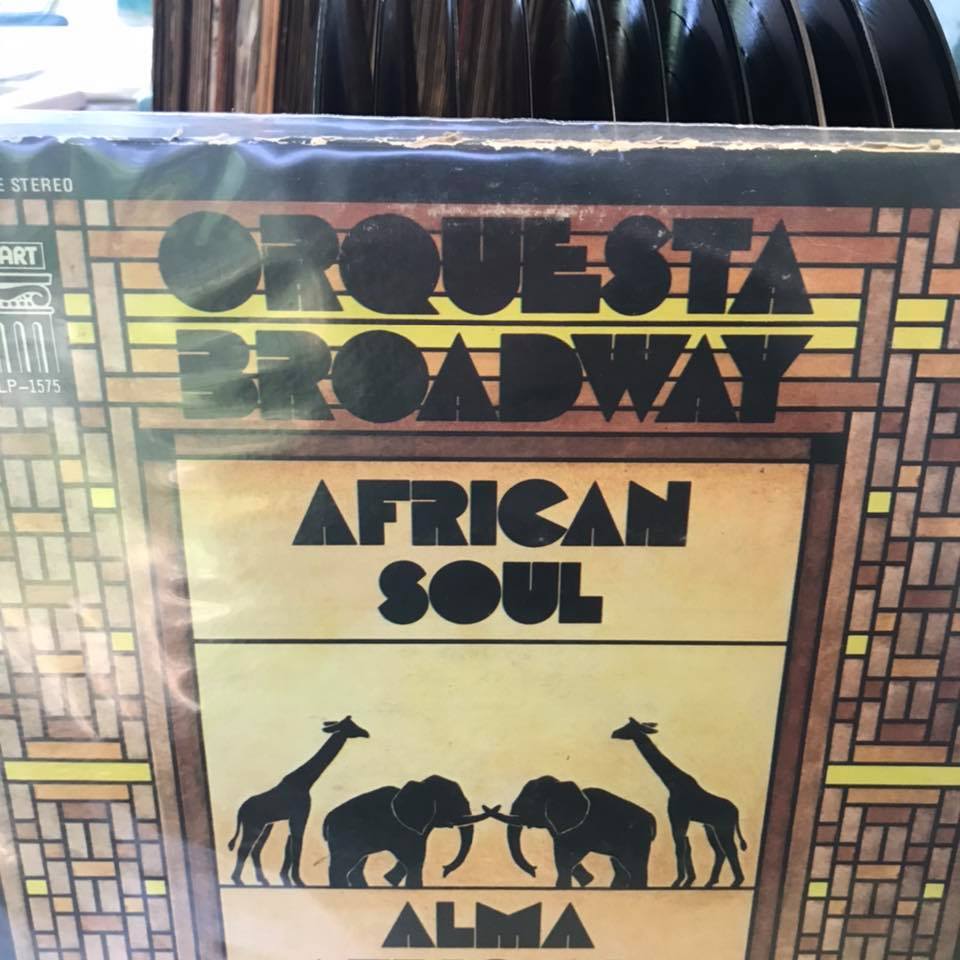 E STEREO
ART
LP-1575
ORQUESTA
BROADWAY
AFRICAN
SOUL
ALMA